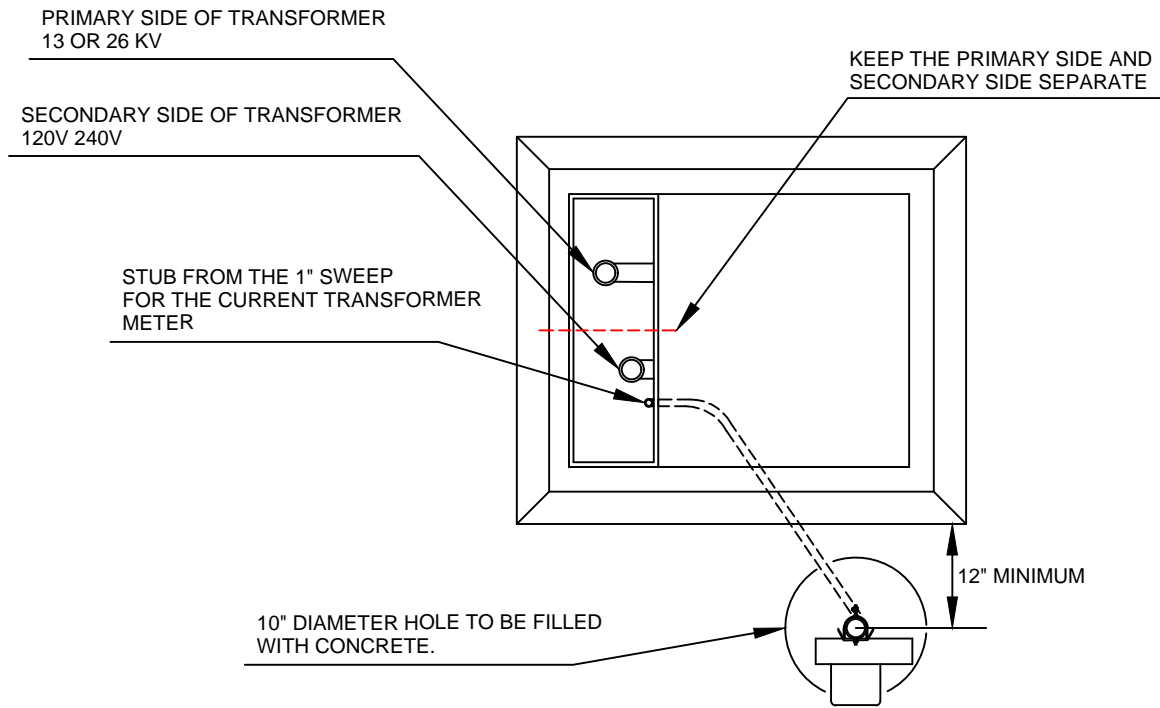 PRIMARY SIDE OF TRANSFORMER
13 OR 26 KV
KEEP THE PRIMARY SIDE AND
SECONDARY SIDE SEPARATE
SECONDARY SIDE OF TRANSFORMER
120V 240V
STUB FROM THE 1" SWEEP
FOR THE CURRENT TRANSFORMER
METER
12" MINIMUM
10" DIAMETER HOLE TO BE FILLED
WITH CONCRETE.